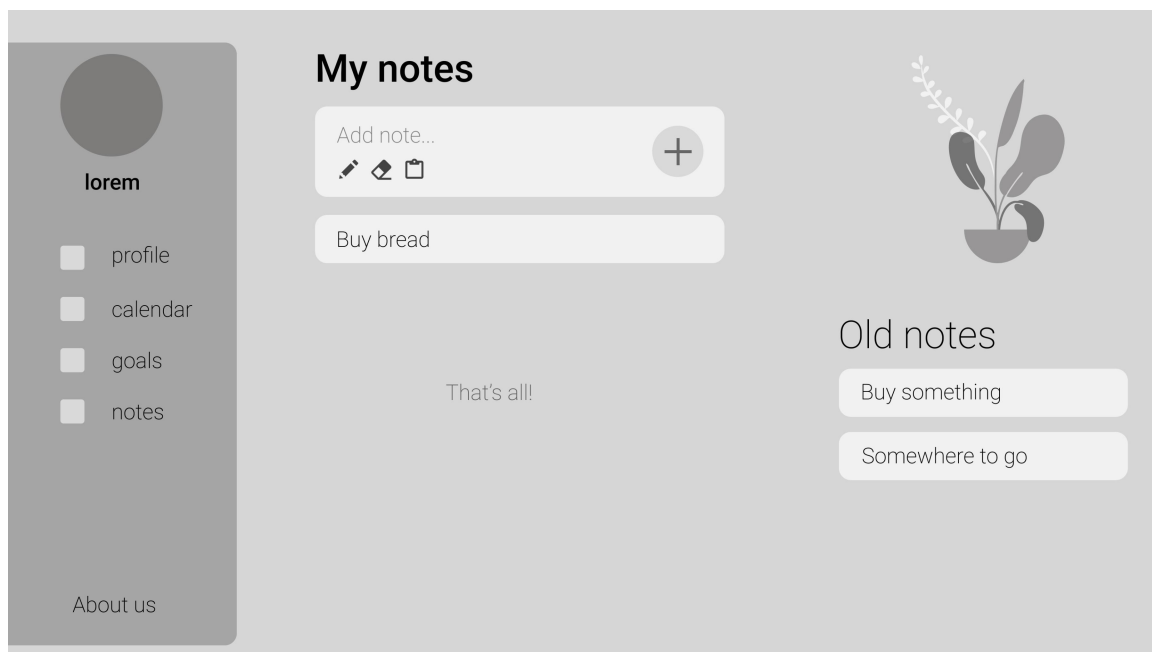 lorem
profile
calendar
goals
notes
About us
My notes
Add note...
Buy bread
That's all!
Old notes
Buy something
Somewhere to go